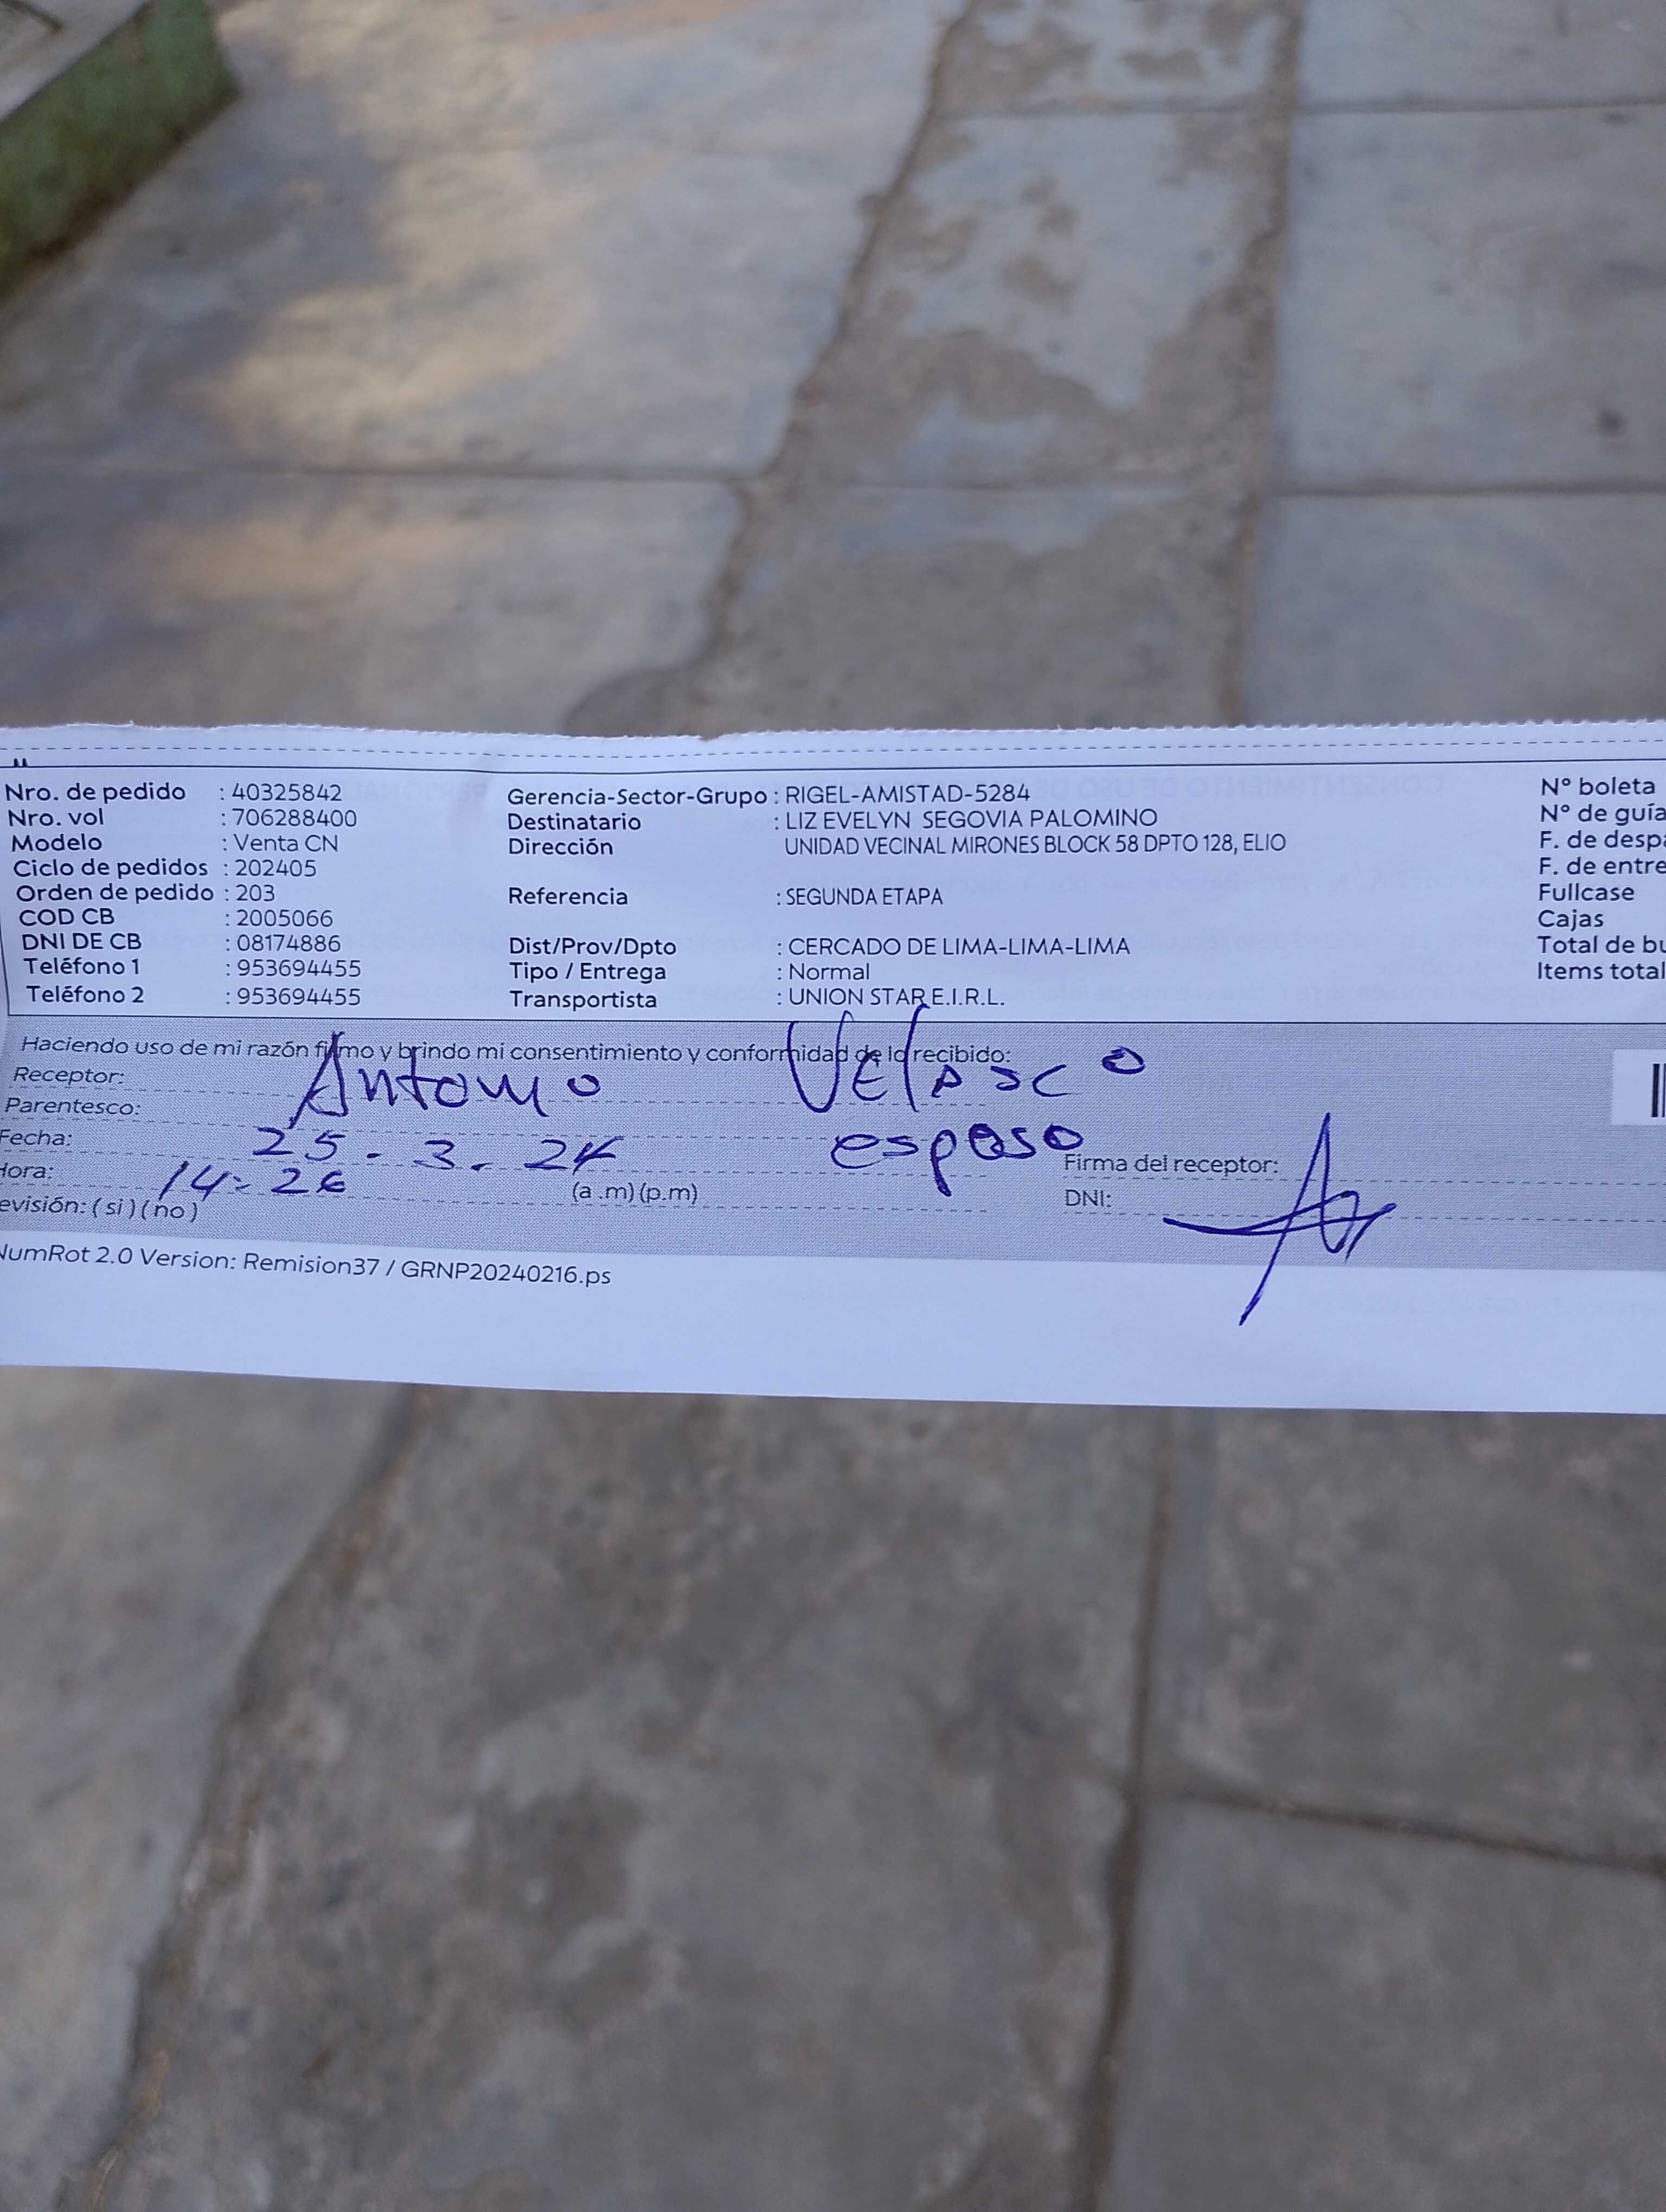 Nro. de pedido : 40325842
Nro. vol : 706288400
Modelo : Venta CN
Ciclo de pedidos : 202405
Orden de pedido : 203
COD CB : 2005066
DNI DE CB : 08174886
Teléfono 1 : 953694455
Teléfono 2 : 953694455
Gerencia-Sector-Grupo : RIGEL-AMISTAD-5284
Destinatario : LIZ EVELYN SEGOVIA PALOMINO
Dirección UNIDAD VECINAL MIRONES BLOCK 58 DPTO 128, ELIO
Referencia : SEGUNDA ETAPA
Dist/Prov/Dpto : CERCADO DE LIMA-LIMA-LIMA
Tipo / Entrega : Normal
Transportista : UNION STAR E.I.R.L.
N° boleta
N° de guía
F. de despa
F. de entre
Fullcase
Cajas
Total de bu
Items total
Haciendo uso de mi razón firmo y brindo mi consentimiento y conformidad de lo recibido:
Receptor: Antonio Velasco
Parentesco: esposo
Fecha: 25 - 3 - 24
Hora: 14:26 (a .m) (p.m)
evisión: ( si ) ( no )
Firma del receptor:
DNI:
NumRot 2.0 Version: Remision37 / GRNP20240216.ps